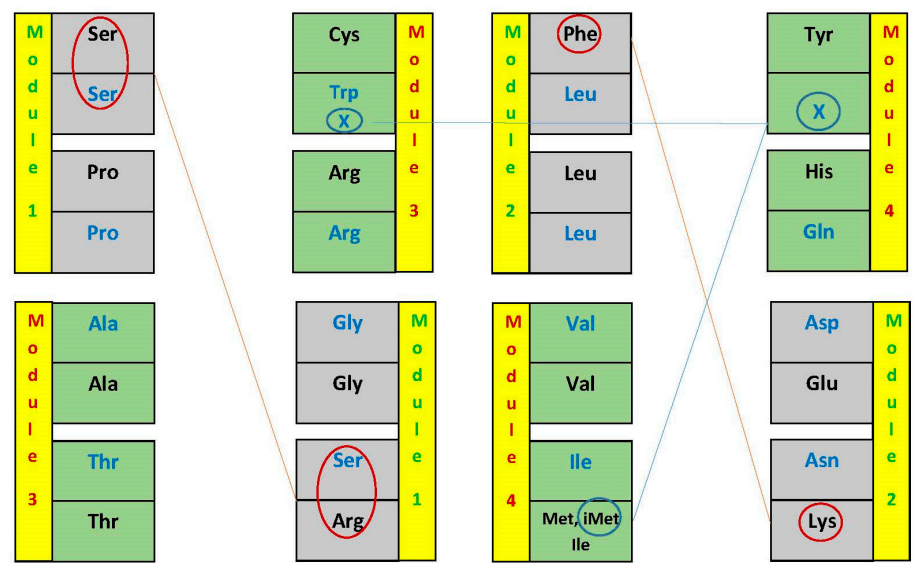 Module 1
Ser
Ser
Pro
Pro
Cys
Trp
X
Arg
Arg
Module 3
Module 2
Phe
Leu
Leu
Leu
Tyr
X
His
Gln
Module 4
Module 3
Ala
Ala
Thr
Thr
Gly
Gly
Ser
Arg
Module 1
Module 4
Val
Val
Ile
Met, iMet
Ile
Asp
Glu
Asn
Lys
Module 2